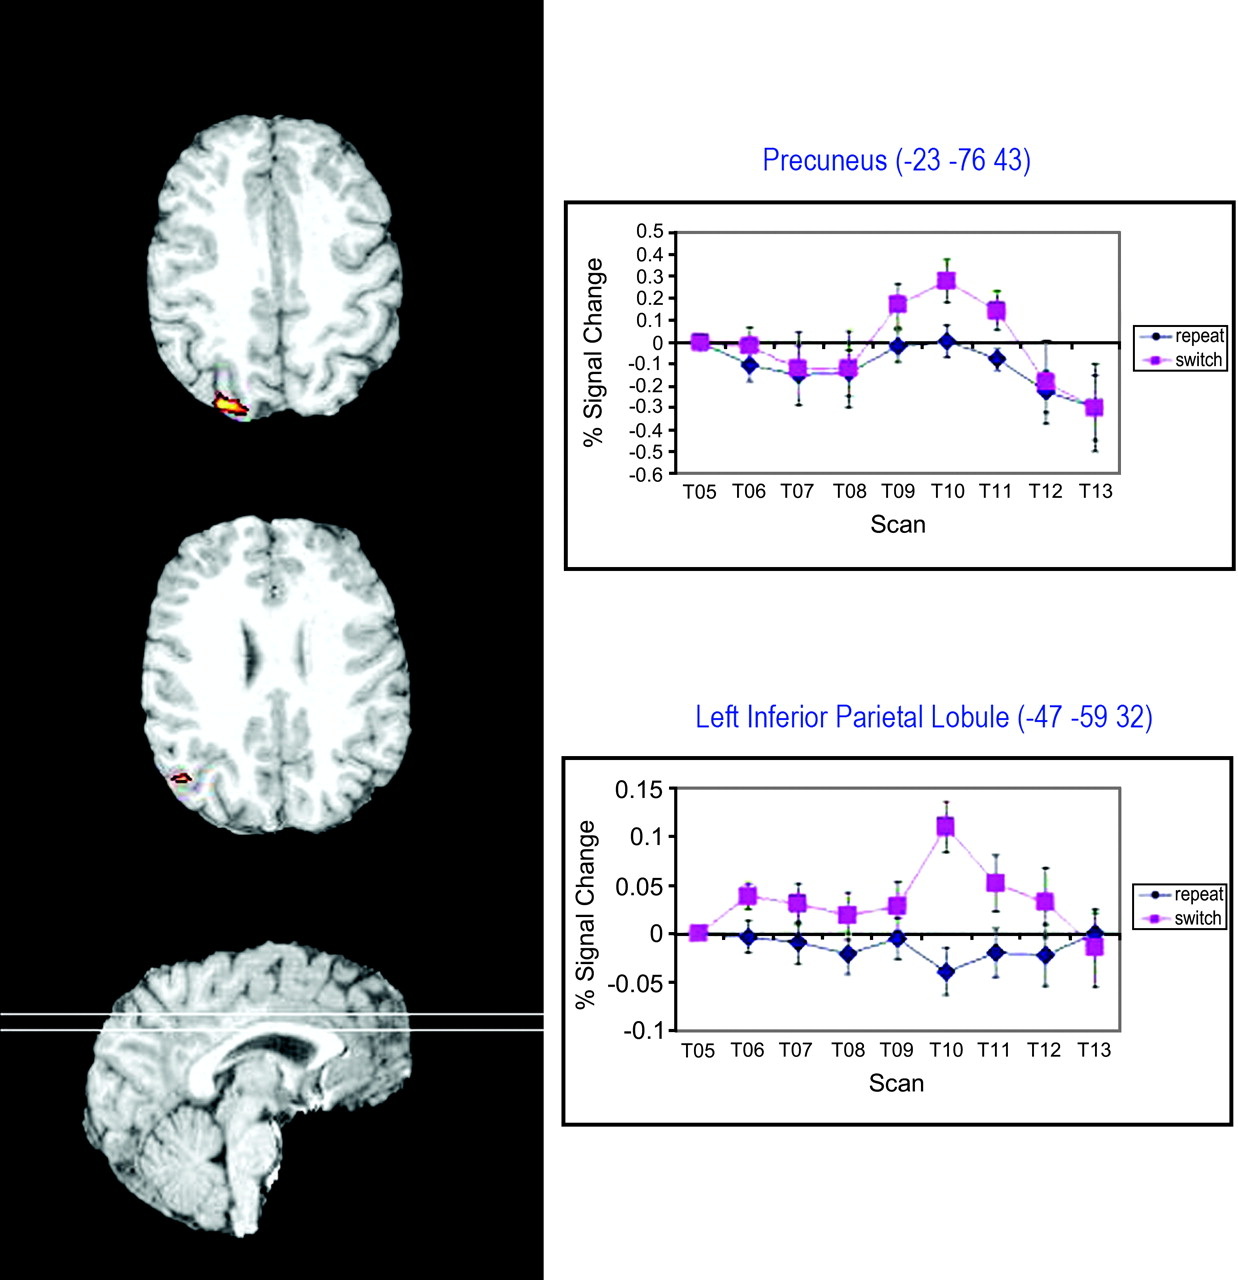 Precuneus (-23 -76 43)
% Signal Change
0.5
0.4
0.3
0.2
0.1
0
-0.1
-0.2
-0.3
-0.4
-0.5
-0.6
T05 T06 T07 T08 T09 T10 T11 T12 T13
Scan
repeat
switch
Left Inferior Parietal Lobule (-47 -59 32)
% Signal Change
0.15
0.1
0.05
0
-0.05
-0.1
T05 T06 T07 T08 T09 T10 T11 T12 T13
Scan
repeat
switch